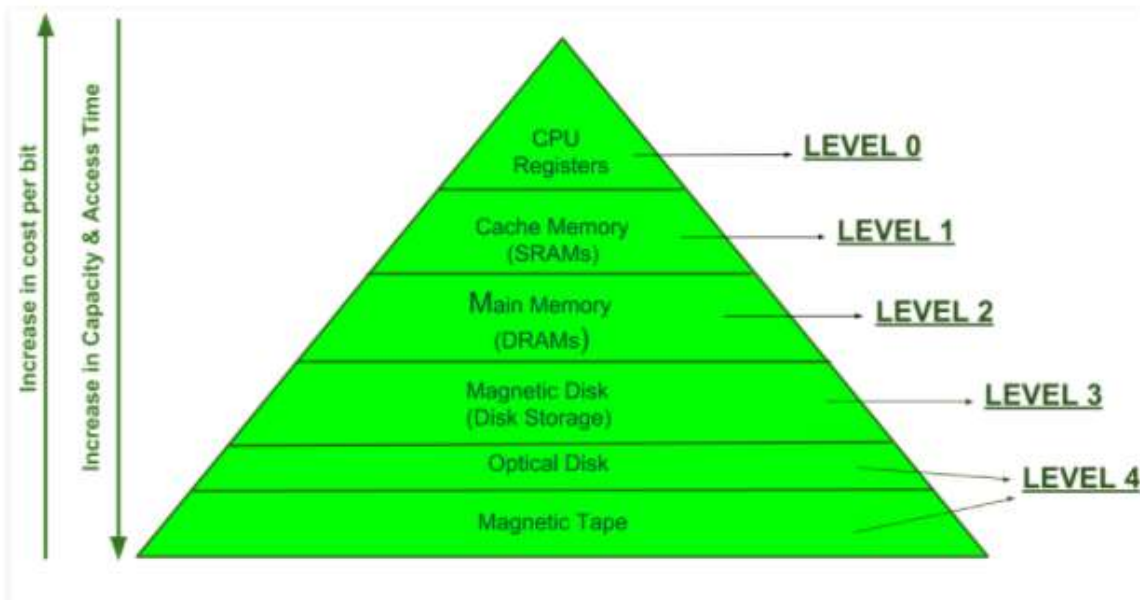 Increase in cost per bit
Increase in Capacity & Access Time
CPU
Registers
LEVEL 0
Cache Memory
(SRAMs)
LEVEL 1
Main Memory
(DRAMs)
LEVEL 2
Magnetic Disk
(Disk Storage)
LEVEL 3
Optical Disk
LEVEL 4
Magnetic Tape